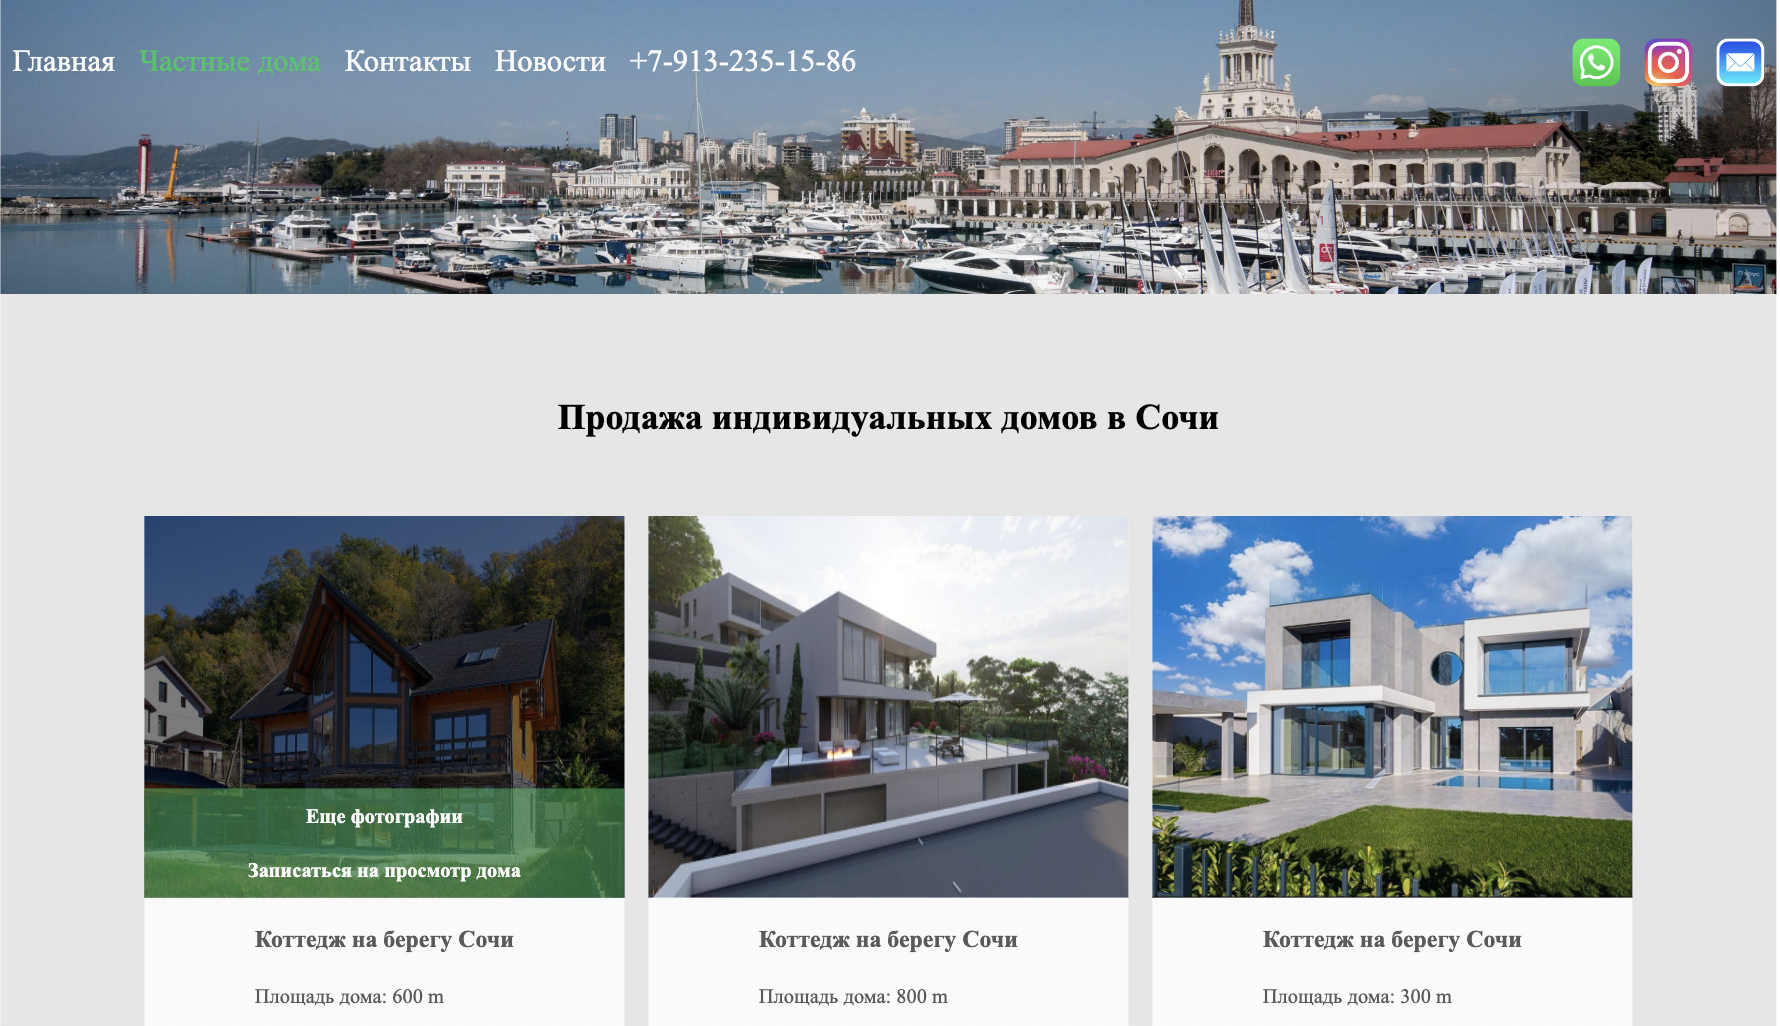 Главная Частные дома Контакты Новости +7-913-235-15-86
Продажа индивидуальных домов в Сочи
Еще фотографии
Записаться на просмотр дома
Коттедж на берегу Сочи
Площадь дома: 600 m
Коттедж на берегу Сочи
Площадь дома: 800 m
Коттедж на берегу Сочи
Площадь дома: 300 m